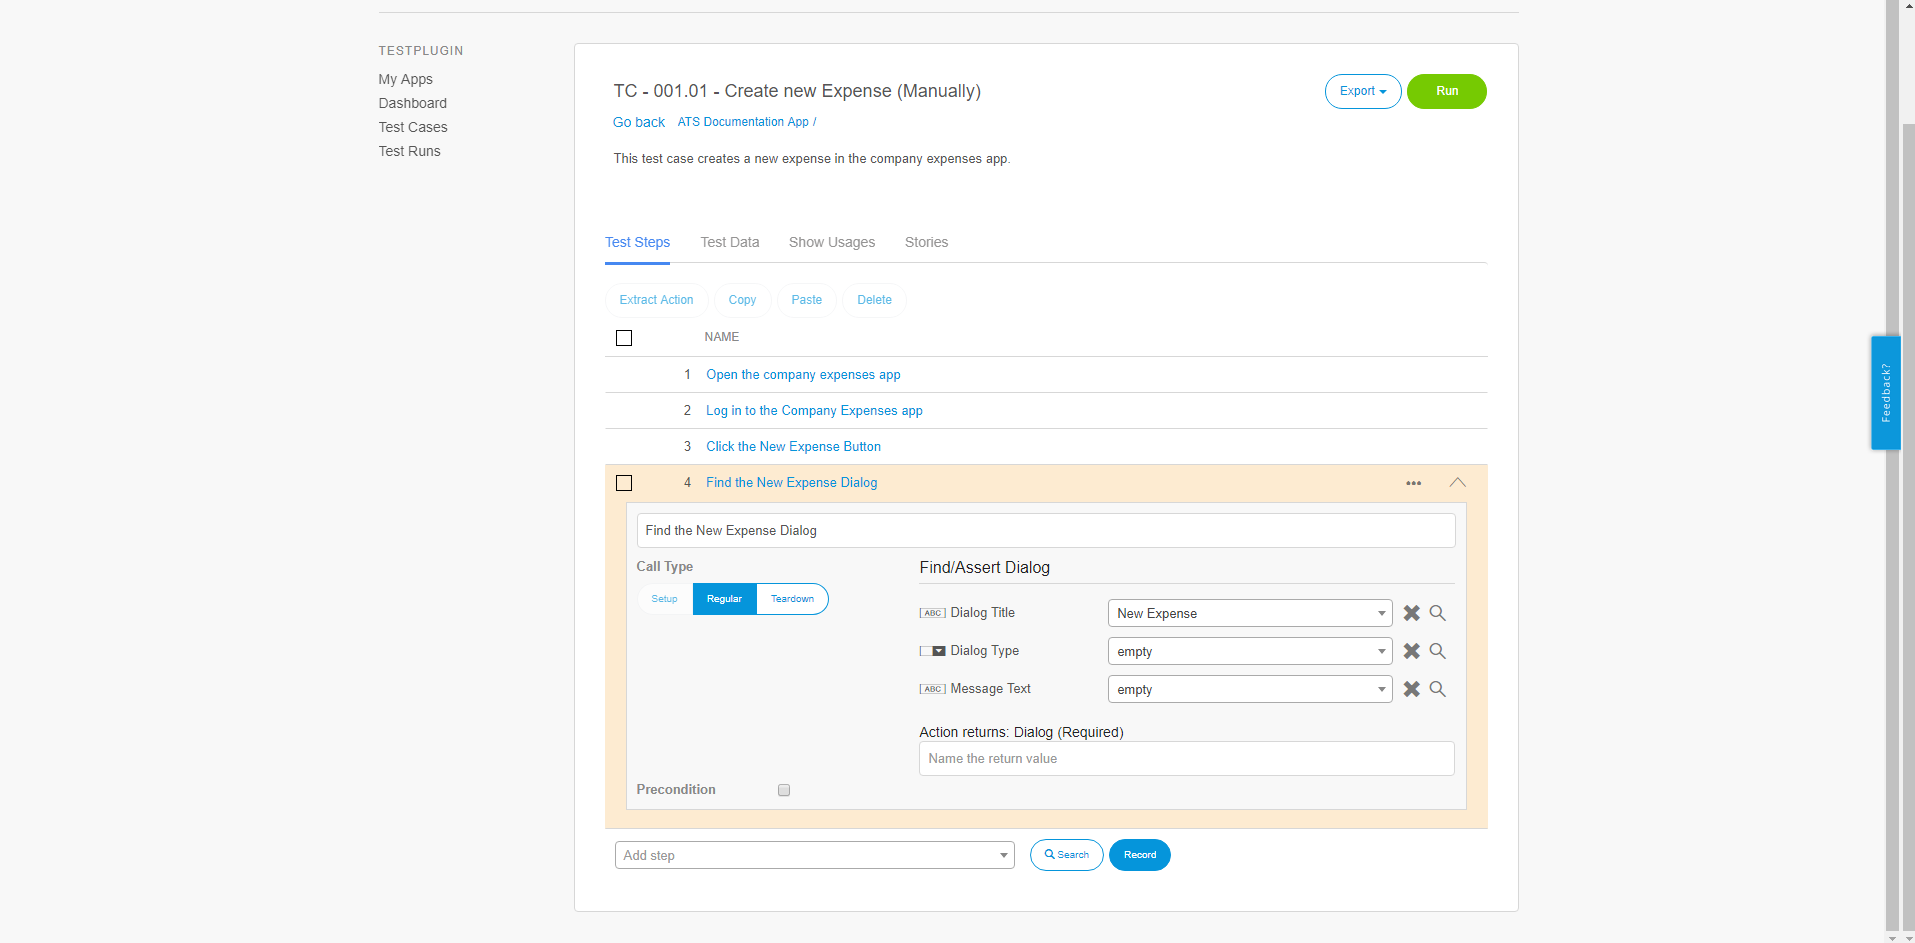 TESTPLUGIN
My Apps
Dashboard
Test Cases
Test Runs
TC - 001.01 - Create new Expense (Manually)
Export
Run
Go back ATS Documentation App /
This test case creates a new expense in the company expenses app.
Test Steps Test Data Show Usages Stories
Extract Action Copy Paste Delete
NAME
1 Open the company expenses app
2 Log in to the Company Expenses app
3 Click the New Expense Button
4 Find the New Expense Dialog
Find the New Expense Dialog
Call Type
Setup Regular Teardown
Find/Assert Dialog
ABC Dialog Title New Expense
Dialog Type empty
ABC Message Text empty
Action returns: Dialog (Required)
Name the return value
Precondition
Add step Search Record
Feedback?